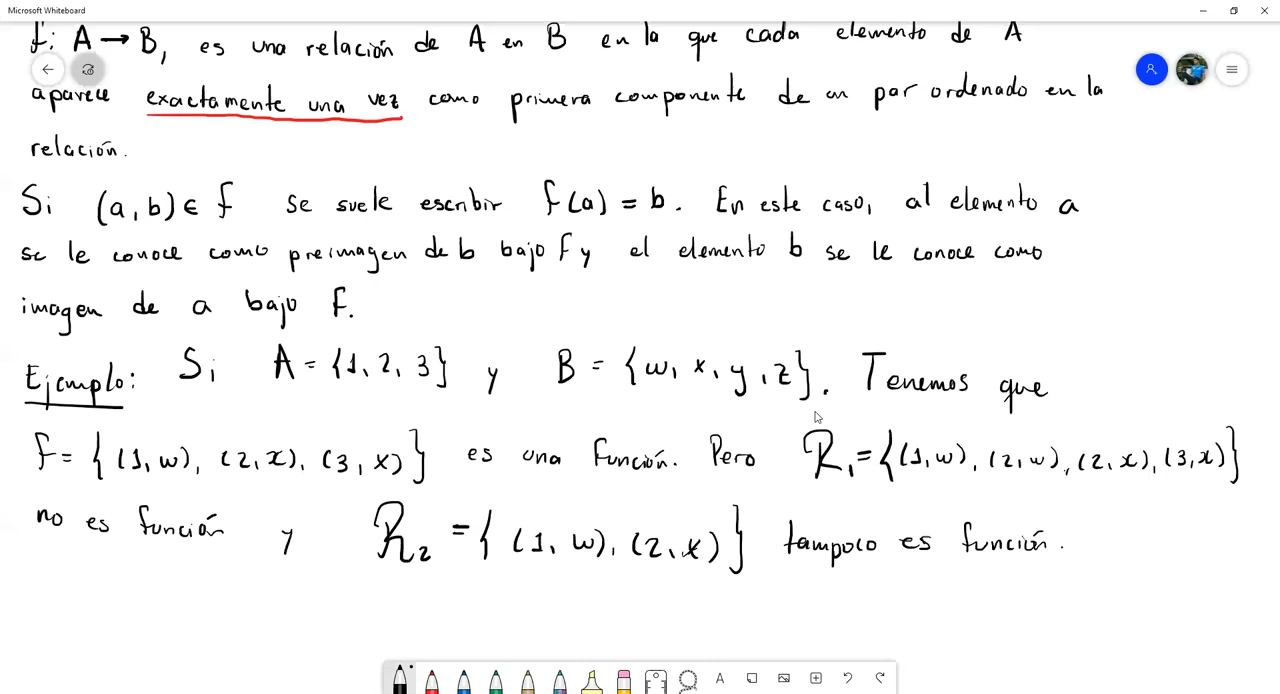 Microsoft Whiteboard
f: A → B, es una relación de A en B en la que cada elemento de A
aparece exactamente una vez como primera componente de un par ordenado en la
relación.
Si (a, b) ∈ f se suele escribir f(a) = b. En este caso, al elemento a
se le conoce como preimagen de b bajo f y el elemento b se le conoce como
imagen de a bajo f.
Ejemplo: Si A = {1, 2, 3} y B = {w, x, y, z}. Tenemos que
f = {(1, w), (2, x), (3, x)} es una función. Pero R₁ = {(1, w), (2, w), (2, x), (3, x)}
no es función y R₂ = {(1, w), (2, x)} tampoco es función.